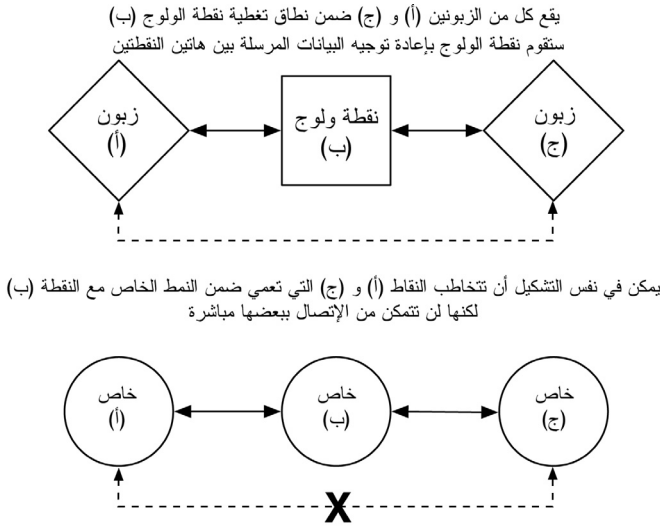 يقع كل من الزبونين (أ) و (ج) ضمن نطاق تغطية نقطة الولوج (ب)
ستقوم نقطة الولوج بإعادة توجيه البيانات المرسلة بين هاتين النقطتين
زبون
(أ)
نقطة ولوج
(ب)
زبون
(ج)
يمكن في نفس التشكيل أن تتخاطب النقاط (أ) و (ج) التي تعمي ضمن النمط الخاص مع النقطة (ب)
لكنها لن تتمكن من الإتصال ببعضها مباشرة
خاص
(أ)
خاص
(ب)
خاص
(ج)
X